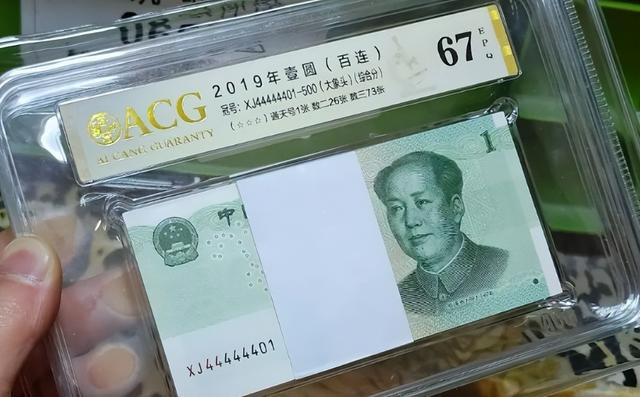 ACG
AI CANG GUARANTY
2019年壹圆（百连）
冠号：XJ44444401-500（大象头）（综合分）
（☆☆☆）通天号1张 数二26张 数三73张
67
EPQ
中
1
XJ44444401